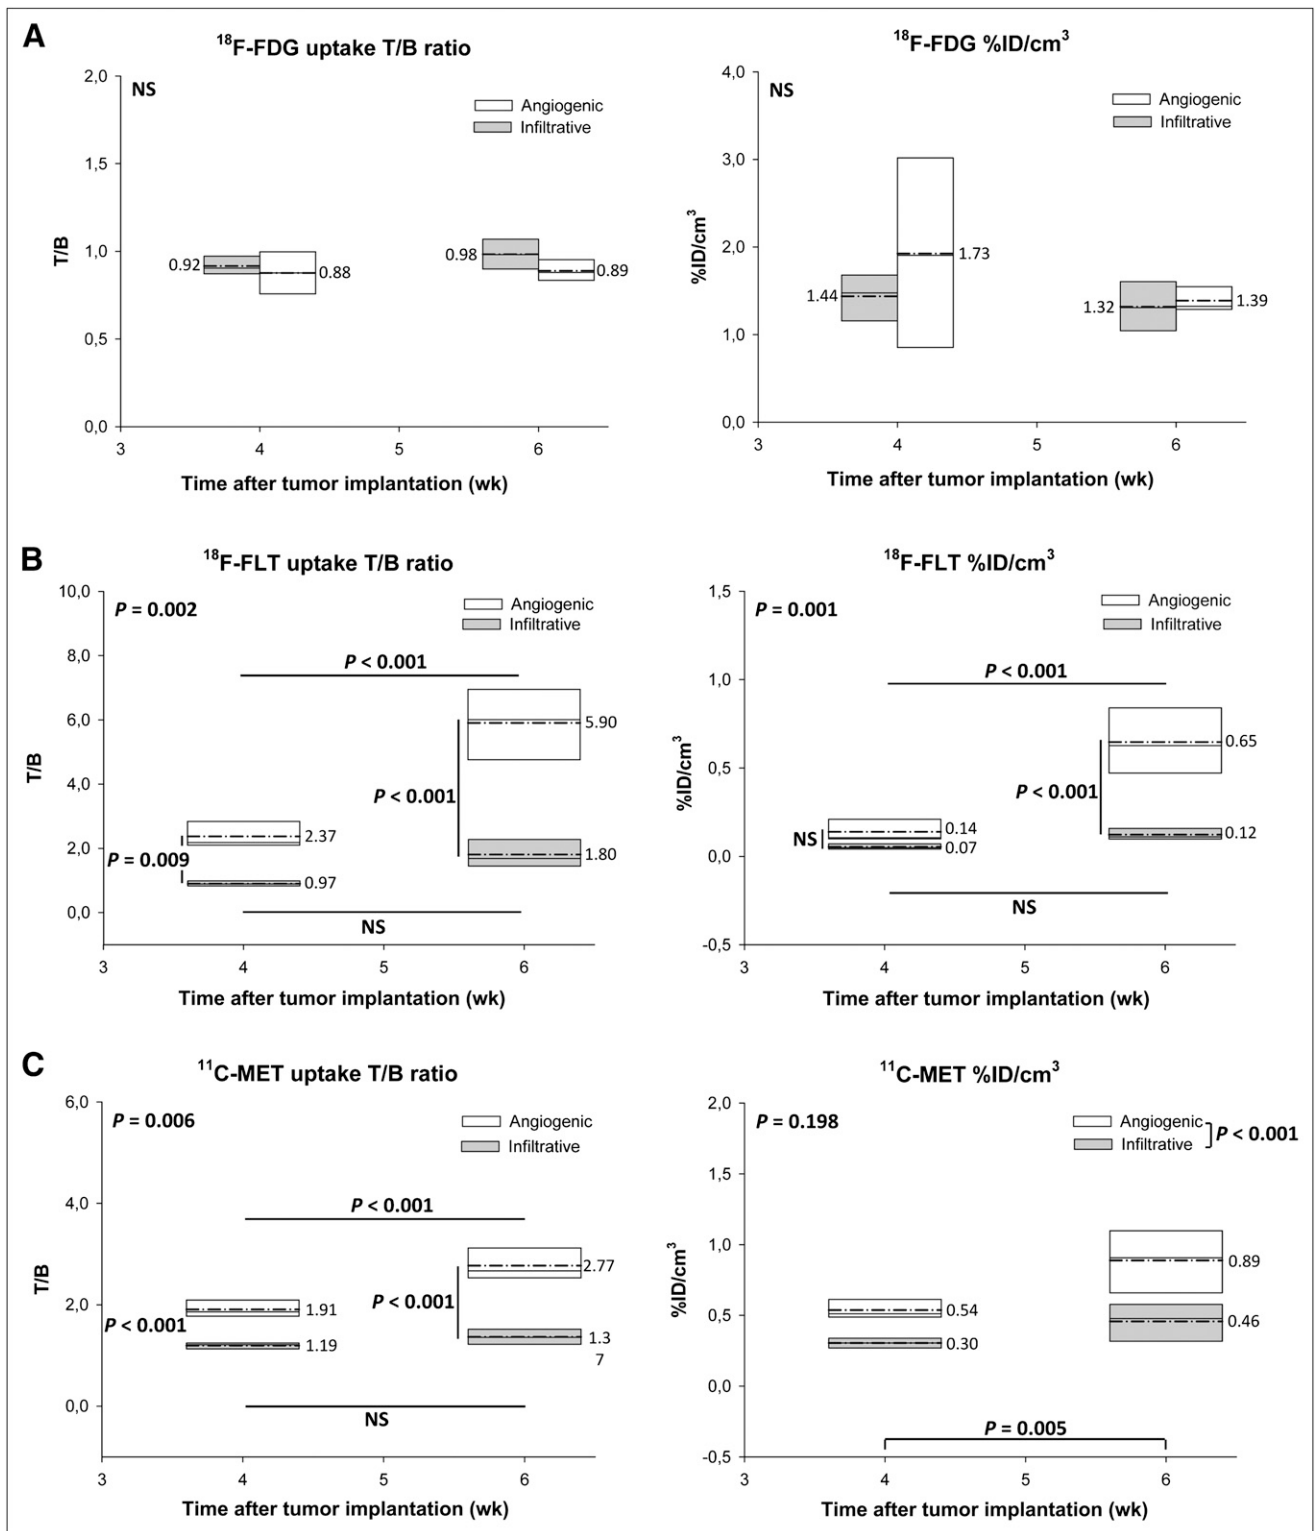 A
18F-FDG uptake T/B ratio
2,0
NS
Angiogenic
Infiltrative
1,5
1,0
0,5
0,0
T/B
0.92
0.88
0.98
0.89
3 4 5 6
Time after tumor implantation (wk)
18F-FDG %ID/cm3
4,0
NS
Angiogenic
Infiltrative
3,0
2,0
1,0
0,0
%ID/cm3
1.44
1.73
1.32
1.39
3 4 5 6
Time after tumor implantation (wk)
B
18F-FLT uptake T/B ratio
10,0
P = 0.002
Angiogenic
Infiltrative
8,0
P < 0.001
6,0
5.90
T/B
4,0
P < 0.001
2.37
2,0
P = 0.009
1.80
0.97
0,0
NS
3 4 5 6
Time after tumor implantation (wk)
18F-FLT %ID/cm3
1,5
P = 0.001
Angiogenic
Infiltrative
1,0
P < 0.001
0.65
%ID/cm3
0,5
P < 0.001
NS
0.14
0.07
0.12
0,0
NS
-0,5
3 4 5 6
Time after tumor implantation (wk)
C
11C-MET uptake T/B ratio
6,0
P = 0.006
Angiogenic
Infiltrative
4,0
P < 0.001
T/B
2.77
2,0
1.91
P < 0.001
P < 0.001
1.19
1.3
7
0,0
NS
3 4 5 6
Time after tumor implantation (wk)
11C-MET %ID/cm3
2,0
P = 0.198
Angiogenic
Infiltrative
P < 0.001
1,5
1,0
%ID/cm3
0.89
0,5
0.54
0.30
0.46
0,0
P = 0.005
-0,5
3 4 5 6
Time after tumor implantation (wk)